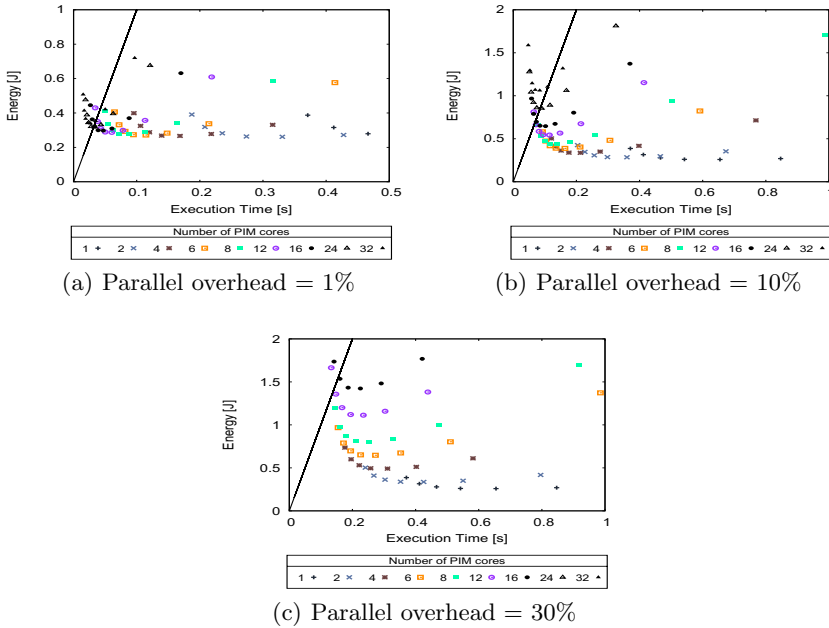 1
0.8
0.6
0.4
0.2
0
Energy [J]
0 0.1 0.2 0.3 0.4 0.5
Execution Time [s]
Number of PIM cores
1 2 4 6 8 12 16 24 32
(a) Parallel overhead = 1%
2
1.5
1
0.5
0
Energy [J]
0 0.2 0.4 0.6 0.8 1
Execution Time [s]
Number of PIM cores
1 2 4 6 8 12 16 24 32
(b) Parallel overhead = 10%
2
1.5
1
0.5
0
Energy [J]
0 0.2 0.4 0.6 0.8 1
Execution Time [s]
Number of PIM cores
1 2 4 6 8 12 16 24 32
(c) Parallel overhead = 30%